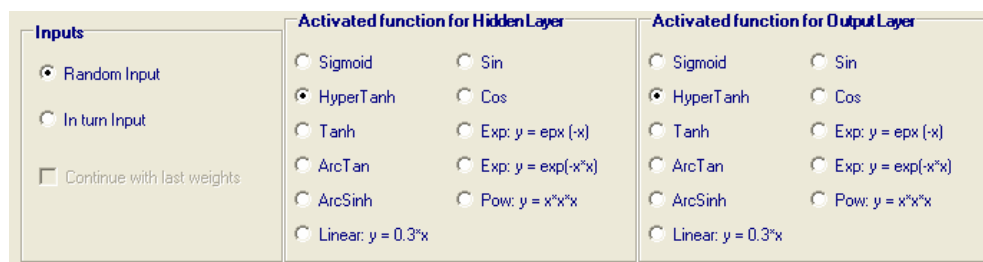 Inputs
Random Input
In turn Input
Continue with last weights
Activated function for Hidden Layer
Sigmoid
HyperTanh
Tanh
ArcTan
ArcSinh
Linear: y = 0.3*x
Sin
Cos
Exp: y = epx (-x)
Exp: y = exp(-x*x)
Pow: y = x*x*x
Activated function for Output Layer
Sigmoid
HyperTanh
Tanh
ArcTan
ArcSinh
Linear: y = 0.3*x
Sin
Cos
Exp: y = epx (-x)
Exp: y = exp(-x*x)
Pow: y = x*x*x